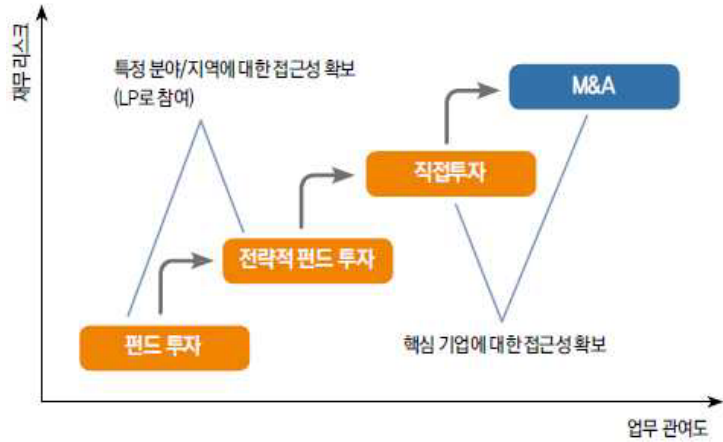 재무 리스크
특정 분야/지역에 대한 접근성 확보
(LP로 참여)
M&A
직접투자
전략적 펀드 투자
펀드 투자
핵심 기업에 대한 접근성 확보
업무 관여도